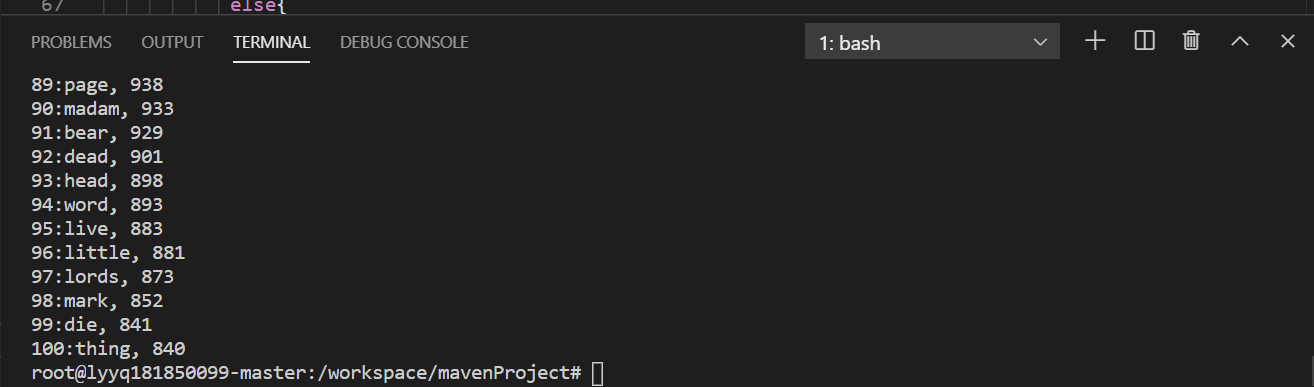 67 else{
PROBLEMS OUTPUT TERMINAL DEBUG CONSOLE 1: bash
89:page, 938
90:madam, 933
91:bear, 929
92:dead, 901
93:head, 898
94:word, 893
95:live, 883
96:little, 881
97:lords, 873
98:mark, 852
99:die, 841
100:thing, 840
root@lyyq181850099-master:/workspace/mavenProject#